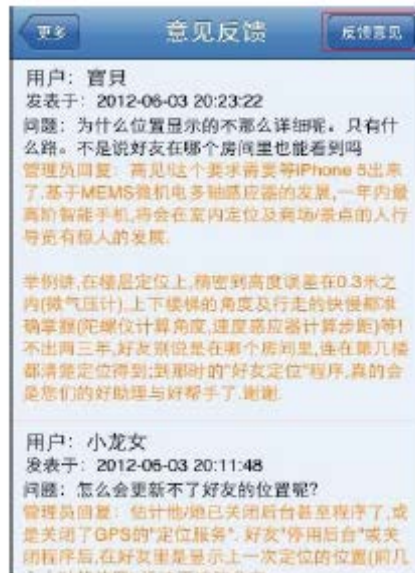 更多
意见反馈
反馈意见
用户：寳貝
发表于：2012-06-03 20:23:22
问题：为什么位置显示的不那么详细呢。只有什
么路。不是说好友在哪个房间里也能看到吗
管理员回复：高见!这个要求需要等iPhone 5出来
了,基于MEMS微机电多轴感应器的发展,一年内最
高阶智能手机,将会在室内定位及商场/景点的人行
导览有惊人的发展.
举例讲,在楼层定位上,精密到高度误差在0.3米之
内(微气压计),上下楼梯的角度及行走的快慢都准
确掌握(陀螺仪计算角度,速度感应器计算步距)等!
不出两三年,好友别说是在哪个房间里,连在第几楼
都清楚定位得到;到那时的"好友定位"程序,真的会
是您们的好助理与好帮手了.谢谢.
用户：小龙女
发表于：2012-06-03 20:11:48
问题：怎么会更新不了好友的位置呢?
管理员回复：估计他/她已关闭后台甚至程序了,或
是关闭了GPS的"定位服务". 好友"停用后台"或关
闭程序后,在好友里是显示上一次定位的位置(前几